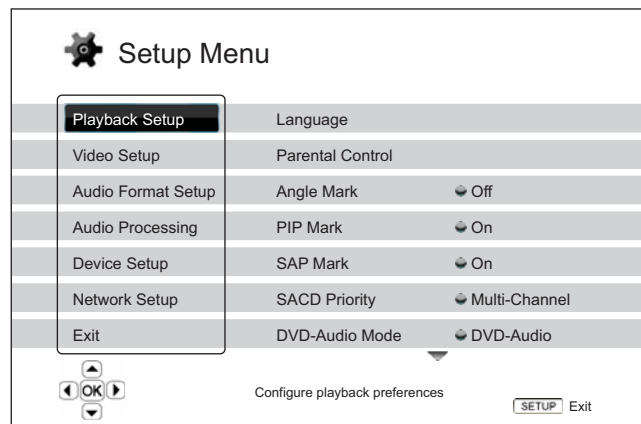 Setup Menu
Playback Setup Language
Video Setup Parental Control
Audio Format Setup Angle Mark Off
Audio Processing PIP Mark On
Device Setup SAP Mark On
Network Setup SACD Priority Multi-Channel
Exit DVD-Audio Mode DVD-Audio
OK Configure playback preferences SETUP Exit